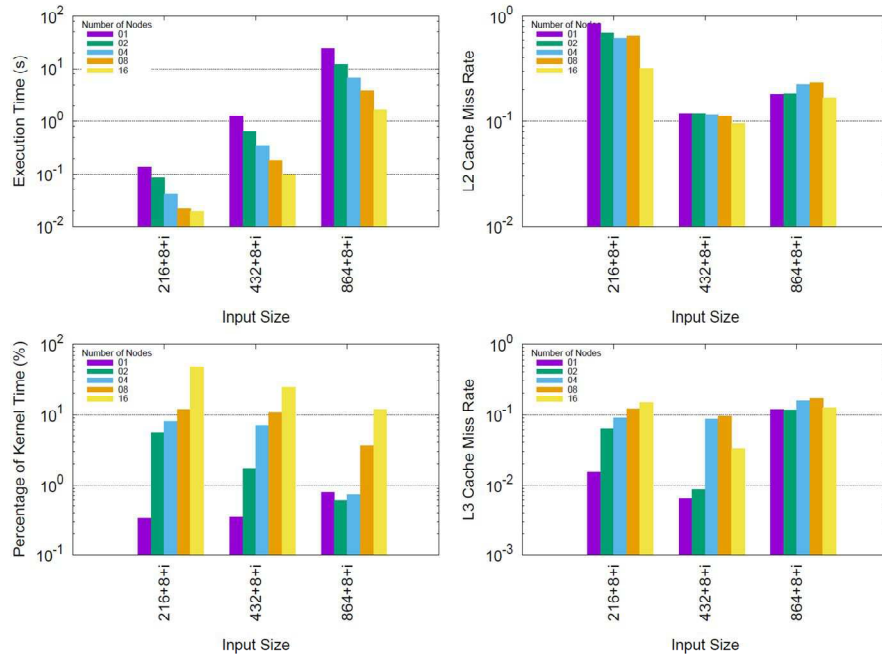 Execution Time (s)
10^2
10^1
10^0
10^-1
10^-2
Number of Nodes
01
02
04
08
16
216+8+i
432+8+i
864+8+i
Input Size
L2 Cache Miss Rate
10^0
10^-1
10^-2
Number of Nodes
01
02
04
08
16
216+8+i
432+8+i
864+8+i
Input Size
Percentage of Kernel Time (%)
10^2
10^1
10^0
10^-1
Number of Nodes
01
02
04
08
16
216+8+i
432+8+i
864+8+i
Input Size
L3 Cache Miss Rate
10^0
10^-1
10^-2
10^-3
Number of Nodes
01
02
04
08
16
216+8+i
432+8+i
864+8+i
Input Size